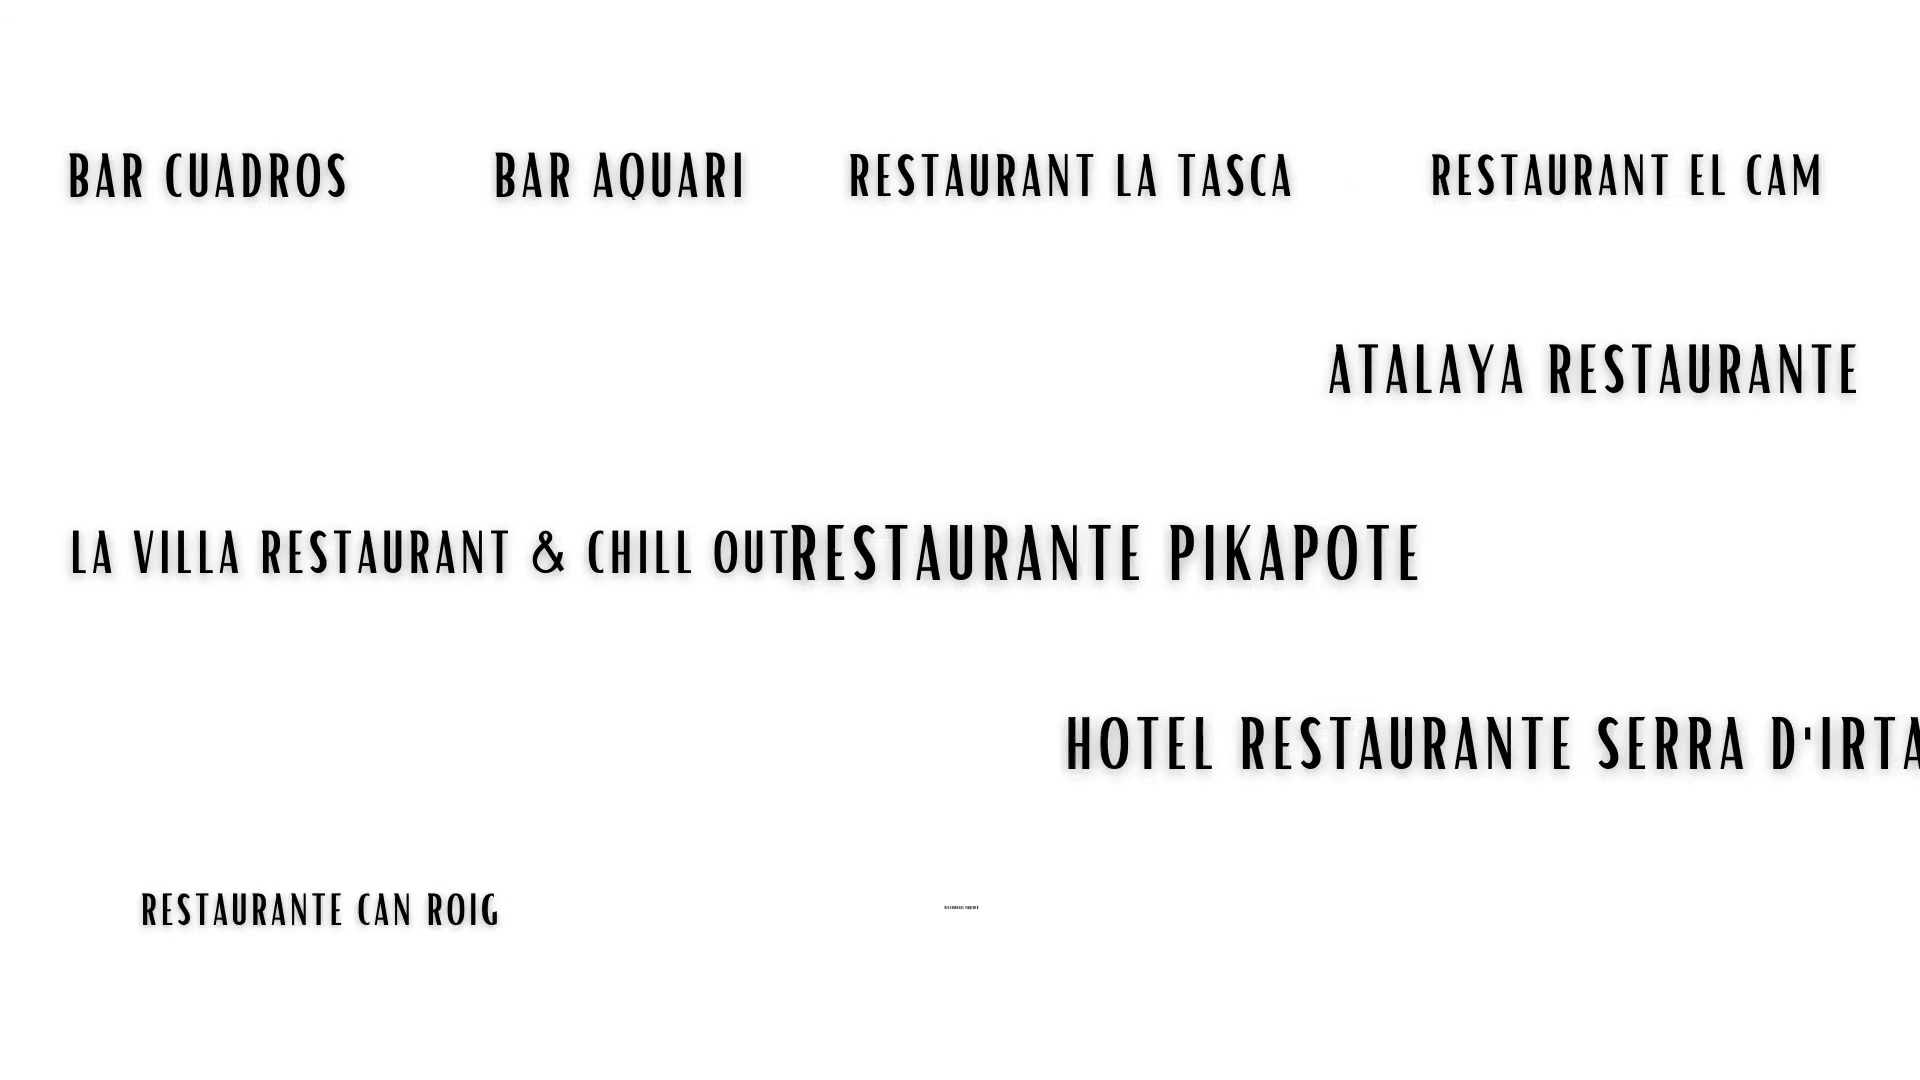 BAR CUADROS
BAR AQUARI
RESTAURANT LA TASCA
RESTAURANT EL CAM
ATALAYA RESTAURANTE
LA VILLA RESTAURANT & CHILL OUT
RESTAURANTE PIKAPOTE
HOTEL RESTAURANTE SERRA D'IRTA
RESTAURANTE CAN ROIG